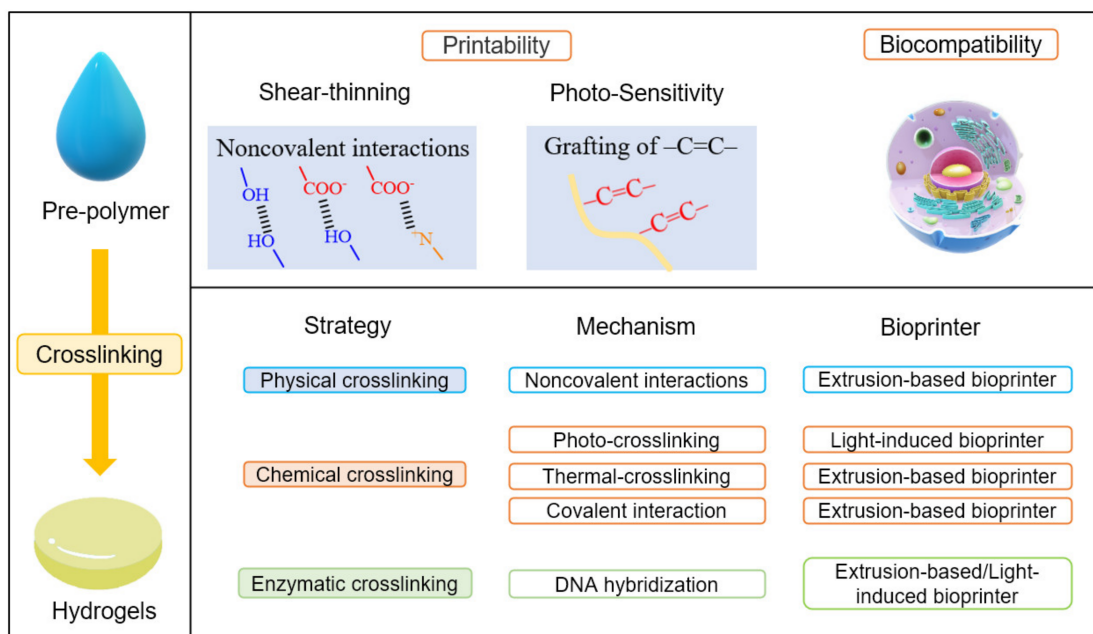 Pre-polymer
Crosslinking
Hydrogels
Printability
Biocompatibility
Shear-thinning
Photo-Sensitivity
Noncovalent interactions
OH
HO
COO-
HO
COO-
N
Grafting of –C=C–
–C=C–
–C=C–
Strategy Mechanism Bioprinter
Physical crosslinking Noncovalent interactions Extrusion-based bioprinter
Photo-crosslinking Light-induced bioprinter
Chemical crosslinking Thermal-crosslinking Extrusion-based bioprinter
Covalent interaction Extrusion-based bioprinter
Enzymatic crosslinking DNA hybridization Extrusion-based/Light-
induced bioprinter